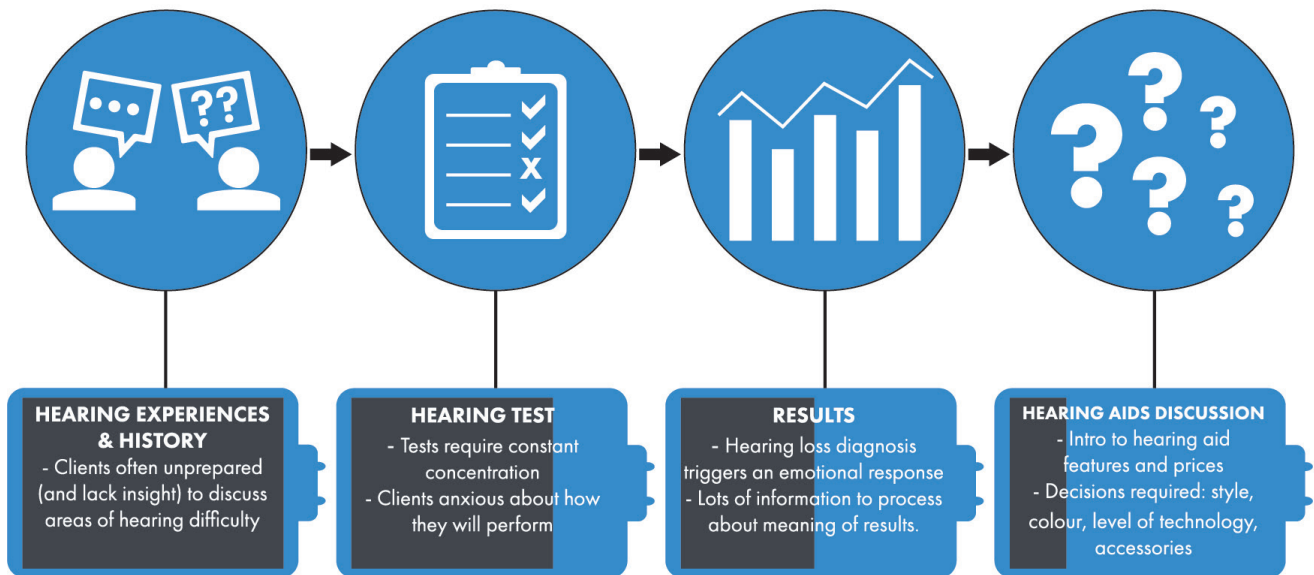 ??
x
? ? ? ? ? ?
HEARING EXPERIENCES
& HISTORY
- Clients often unprepared
(and lack insight) to discuss
areas of hearing difficulty
HEARING TEST
- Tests require constant
concentration
- Clients anxious about how
they will perform
RESULTS
- Hearing loss diagnosis
triggers an emotional response
- Lots of information to process
about meaning of results.
HEARING AIDS DISCUSSION
- Intro to hearing aid
features and prices
- Decisions required: style,
colour, level of technology,
accessories